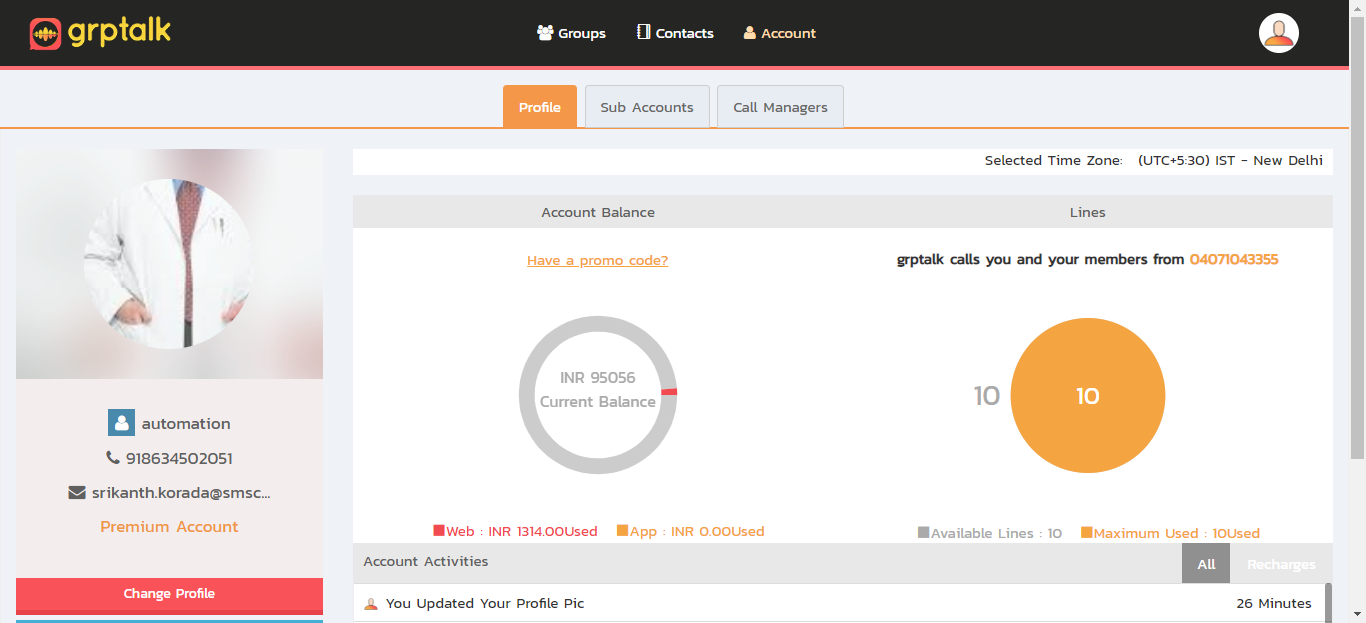 grptalk
Groups Contacts Account
Profile Sub Accounts Call Managers
Selected Time Zone: (UTC+5:30) IST - New Delhi
Account Balance
Lines
Have a promo code?
grptalk calls you and your members from 04071043355
INR 95056
Current Balance
10
10
Web : INR 1314.00Used App : INR 0.00Used
Available Lines : 10 Maximum Used : 10Used
automation
918634502051
srikanth.korada@smsc...
Premium Account
Change Profile
Account Activities
All Recharges
You Updated Your Profile Pic 26 Minutes